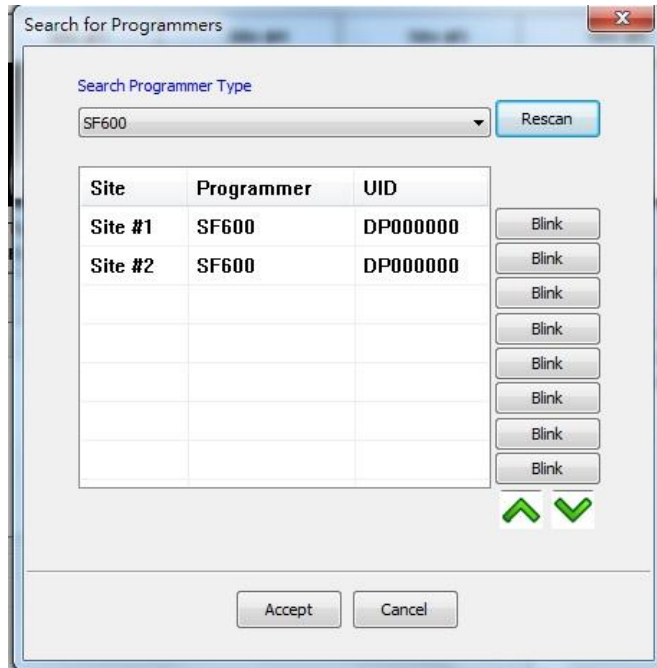 Search for Programmers
Search Programmer Type
SF600
Rescan
Site Programmer UID
Site #1 SF600 DP000000 Blink
Site #2 SF600 DP000000 Blink
Blink
Blink
Blink
Blink
Blink
Blink
Accept Cancel